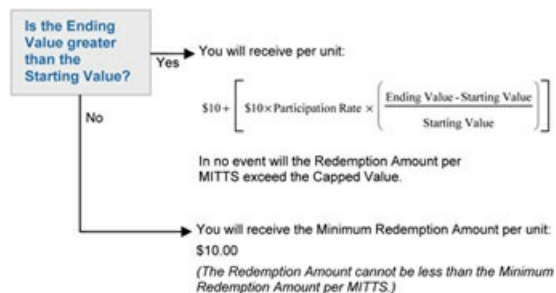 Is the Ending
Value greater
than the
Starting Value?
Yes
You will receive per unit:
$10+[$10×Participation Rate×(Ending Value-Starting Value
Starting Value)]
In no event will the Redemption Amount per
MITTS exceed the Capped Value.
No
You will receive the Minimum Redemption Amount per unit:
$10.00
(The Redemption Amount cannot be less than the Minimum
Redemption Amount per MITTS.)